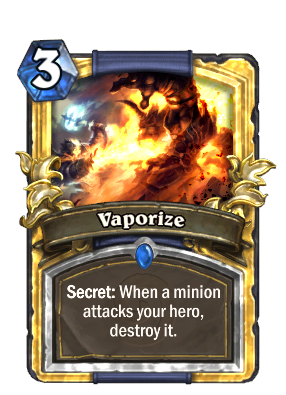 3
Vaporize
Secret: When a minion
attacks your hero,
destroy it.